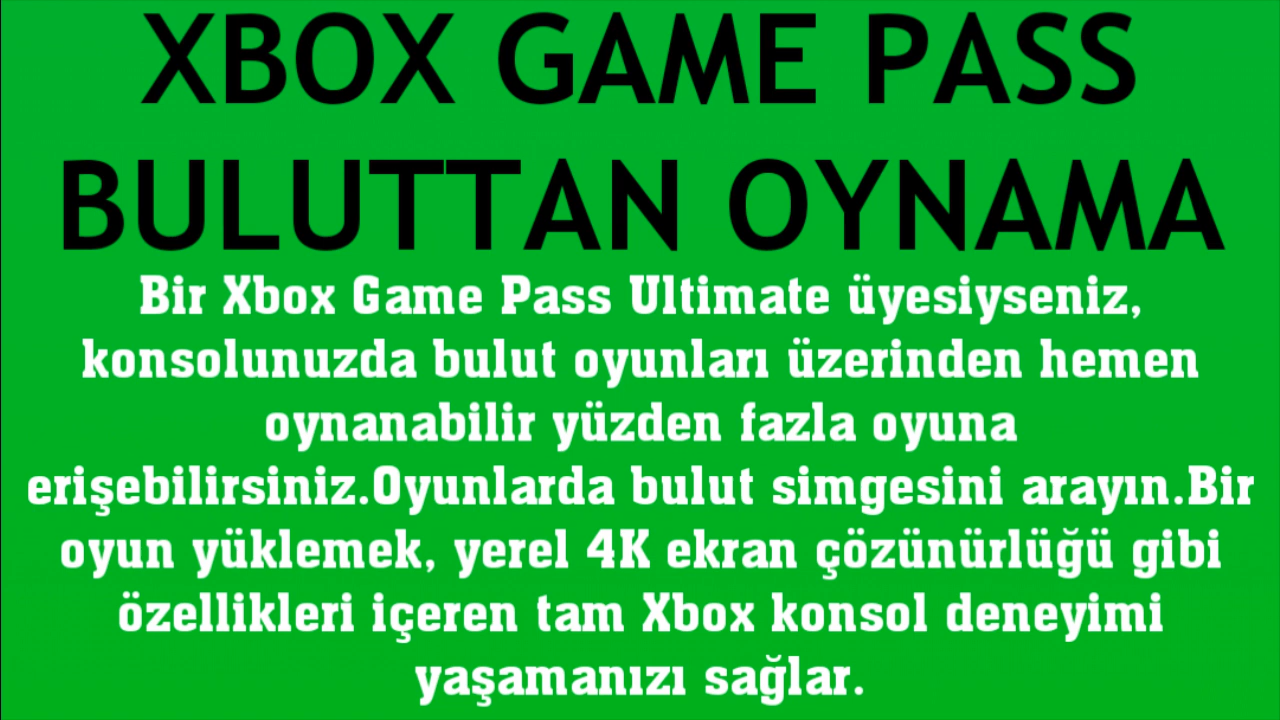 XBOX GAME PASS
BULUTTAN OYNAMA
Bir Xbox Game Pass Ultimate üyesiyseniz,
konsolunuzda bulut oyunları üzerinden hemen
oynanabilir yüzden fazla oyuna
erişebilirsiniz.Oyunlarda bulut simgesini arayın.Bir
oyun yüklemek, yerel 4K ekran çözünürlüğü gibi
özellikleri içeren tam Xbox konsol deneyimi
yaşamanızı sağlar.